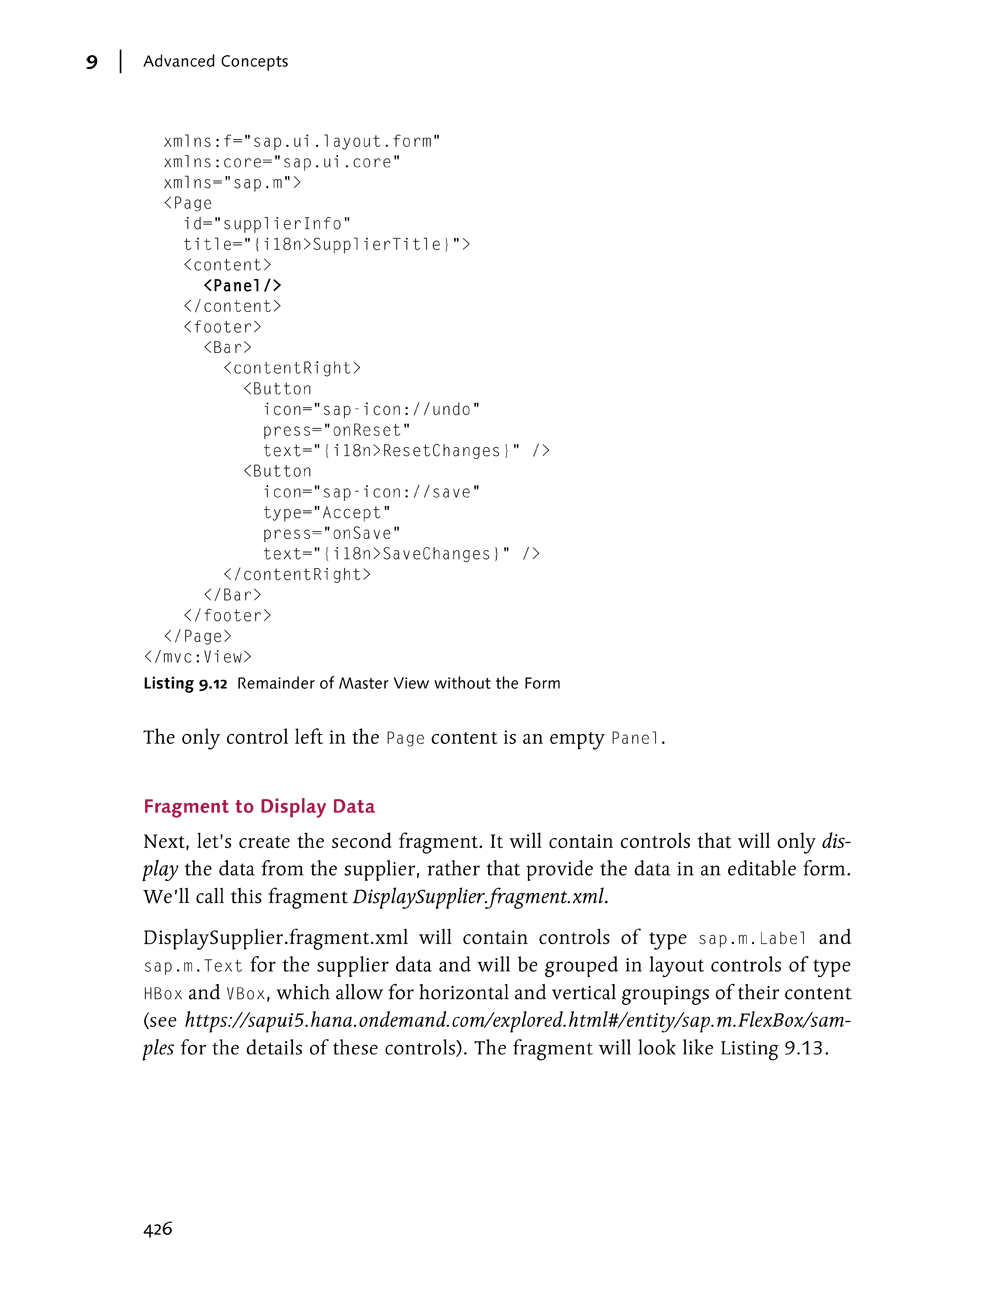 9 | Advanced Concepts
xmlns:f="sap.ui.layout.form"
xmlns:core="sap.ui.core"
xmlns="sap.m">
<Page
id="supplierInfo"
title="{i18n>SupplierTitle}">
<content>
<Panel/>
</content>
<footer>
<Bar>
<contentRight>
<Button
icon="sap-icon://undo"
press="onReset"
text="{i18n>ResetChanges}" />
<Button
icon="sap-icon://save"
type="Accept"
press="onSave"
text="{i18n>SaveChanges}" />
</contentRight>
</Bar>
</footer>
</Page>
</mvc:View>
Listing 9.12 Remainder of Master View without the Form
The only control left in the Page content is an empty Panel.
Fragment to Display Data
Next, let's create the second fragment. It will contain controls that will only dis-
play the data from the supplier, rather that provide the data in an editable form.
We'll call this fragment DisplaySupplier.fragment.xml.
DisplaySupplier.fragment.xml will contain controls of type sap.m.Label and
sap.m.Text for the supplier data and will be grouped in layout controls of type
HBox and VBox, which allow for horizontal and vertical groupings of their content
(see https://sapui5.hana.ondemand.com/explored.html#/entity/sap.m.FlexBox/sam-
ples for the details of these controls). The fragment will look like Listing 9.13.
426